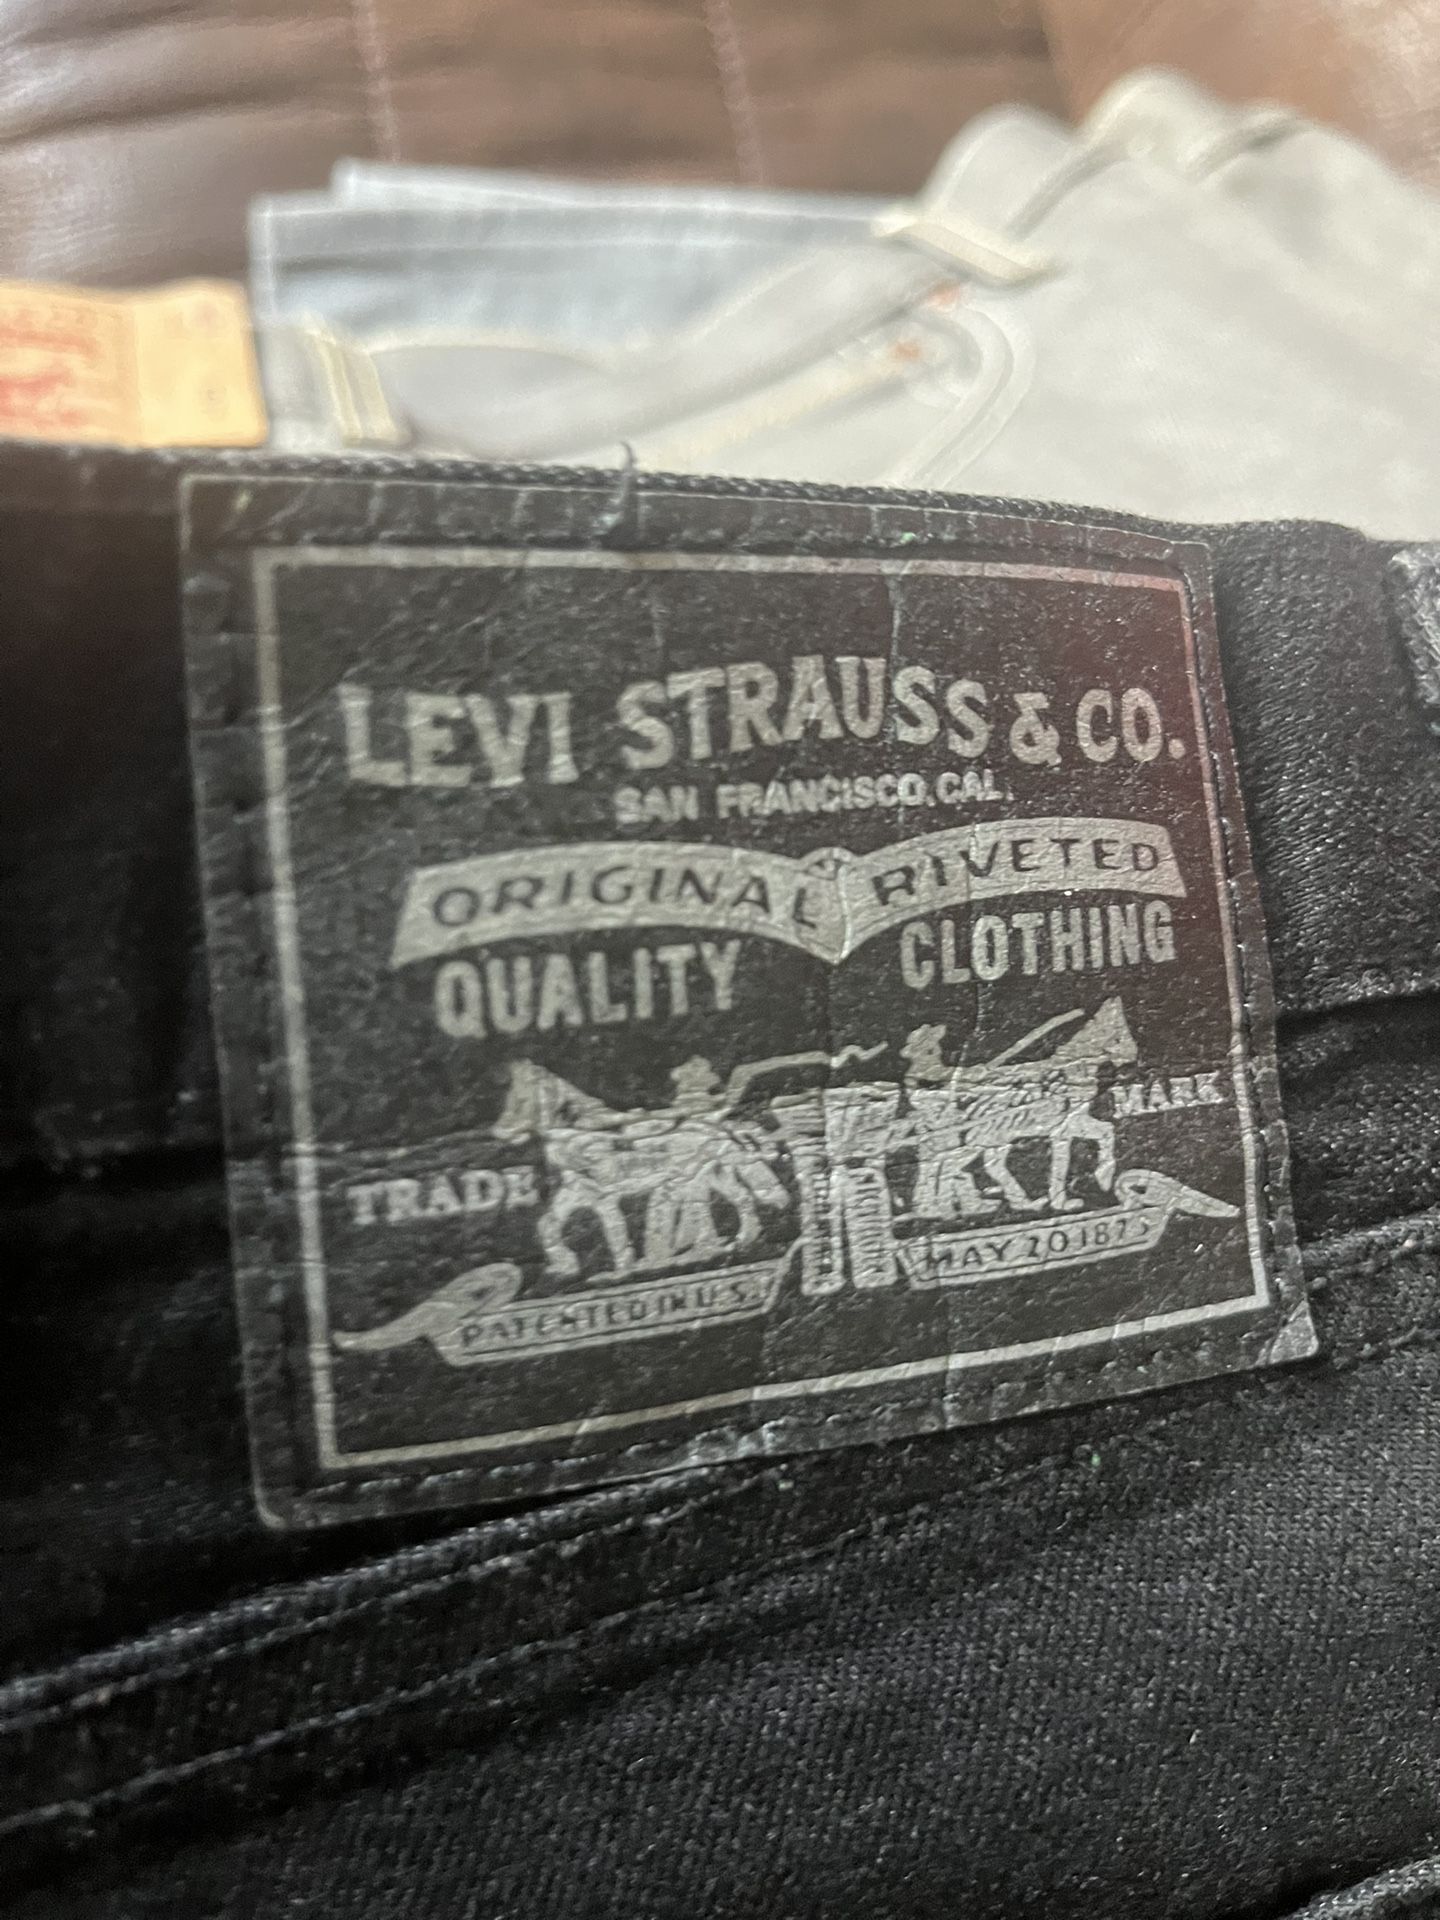 LEVI STRAUSS & CO.
SAN FRANCISCO, CAL.
ORIGINAL RIVETED
QUALITY CLOTHING
TRADE MARK
PATENTED IN U.S. MAY 20 1873